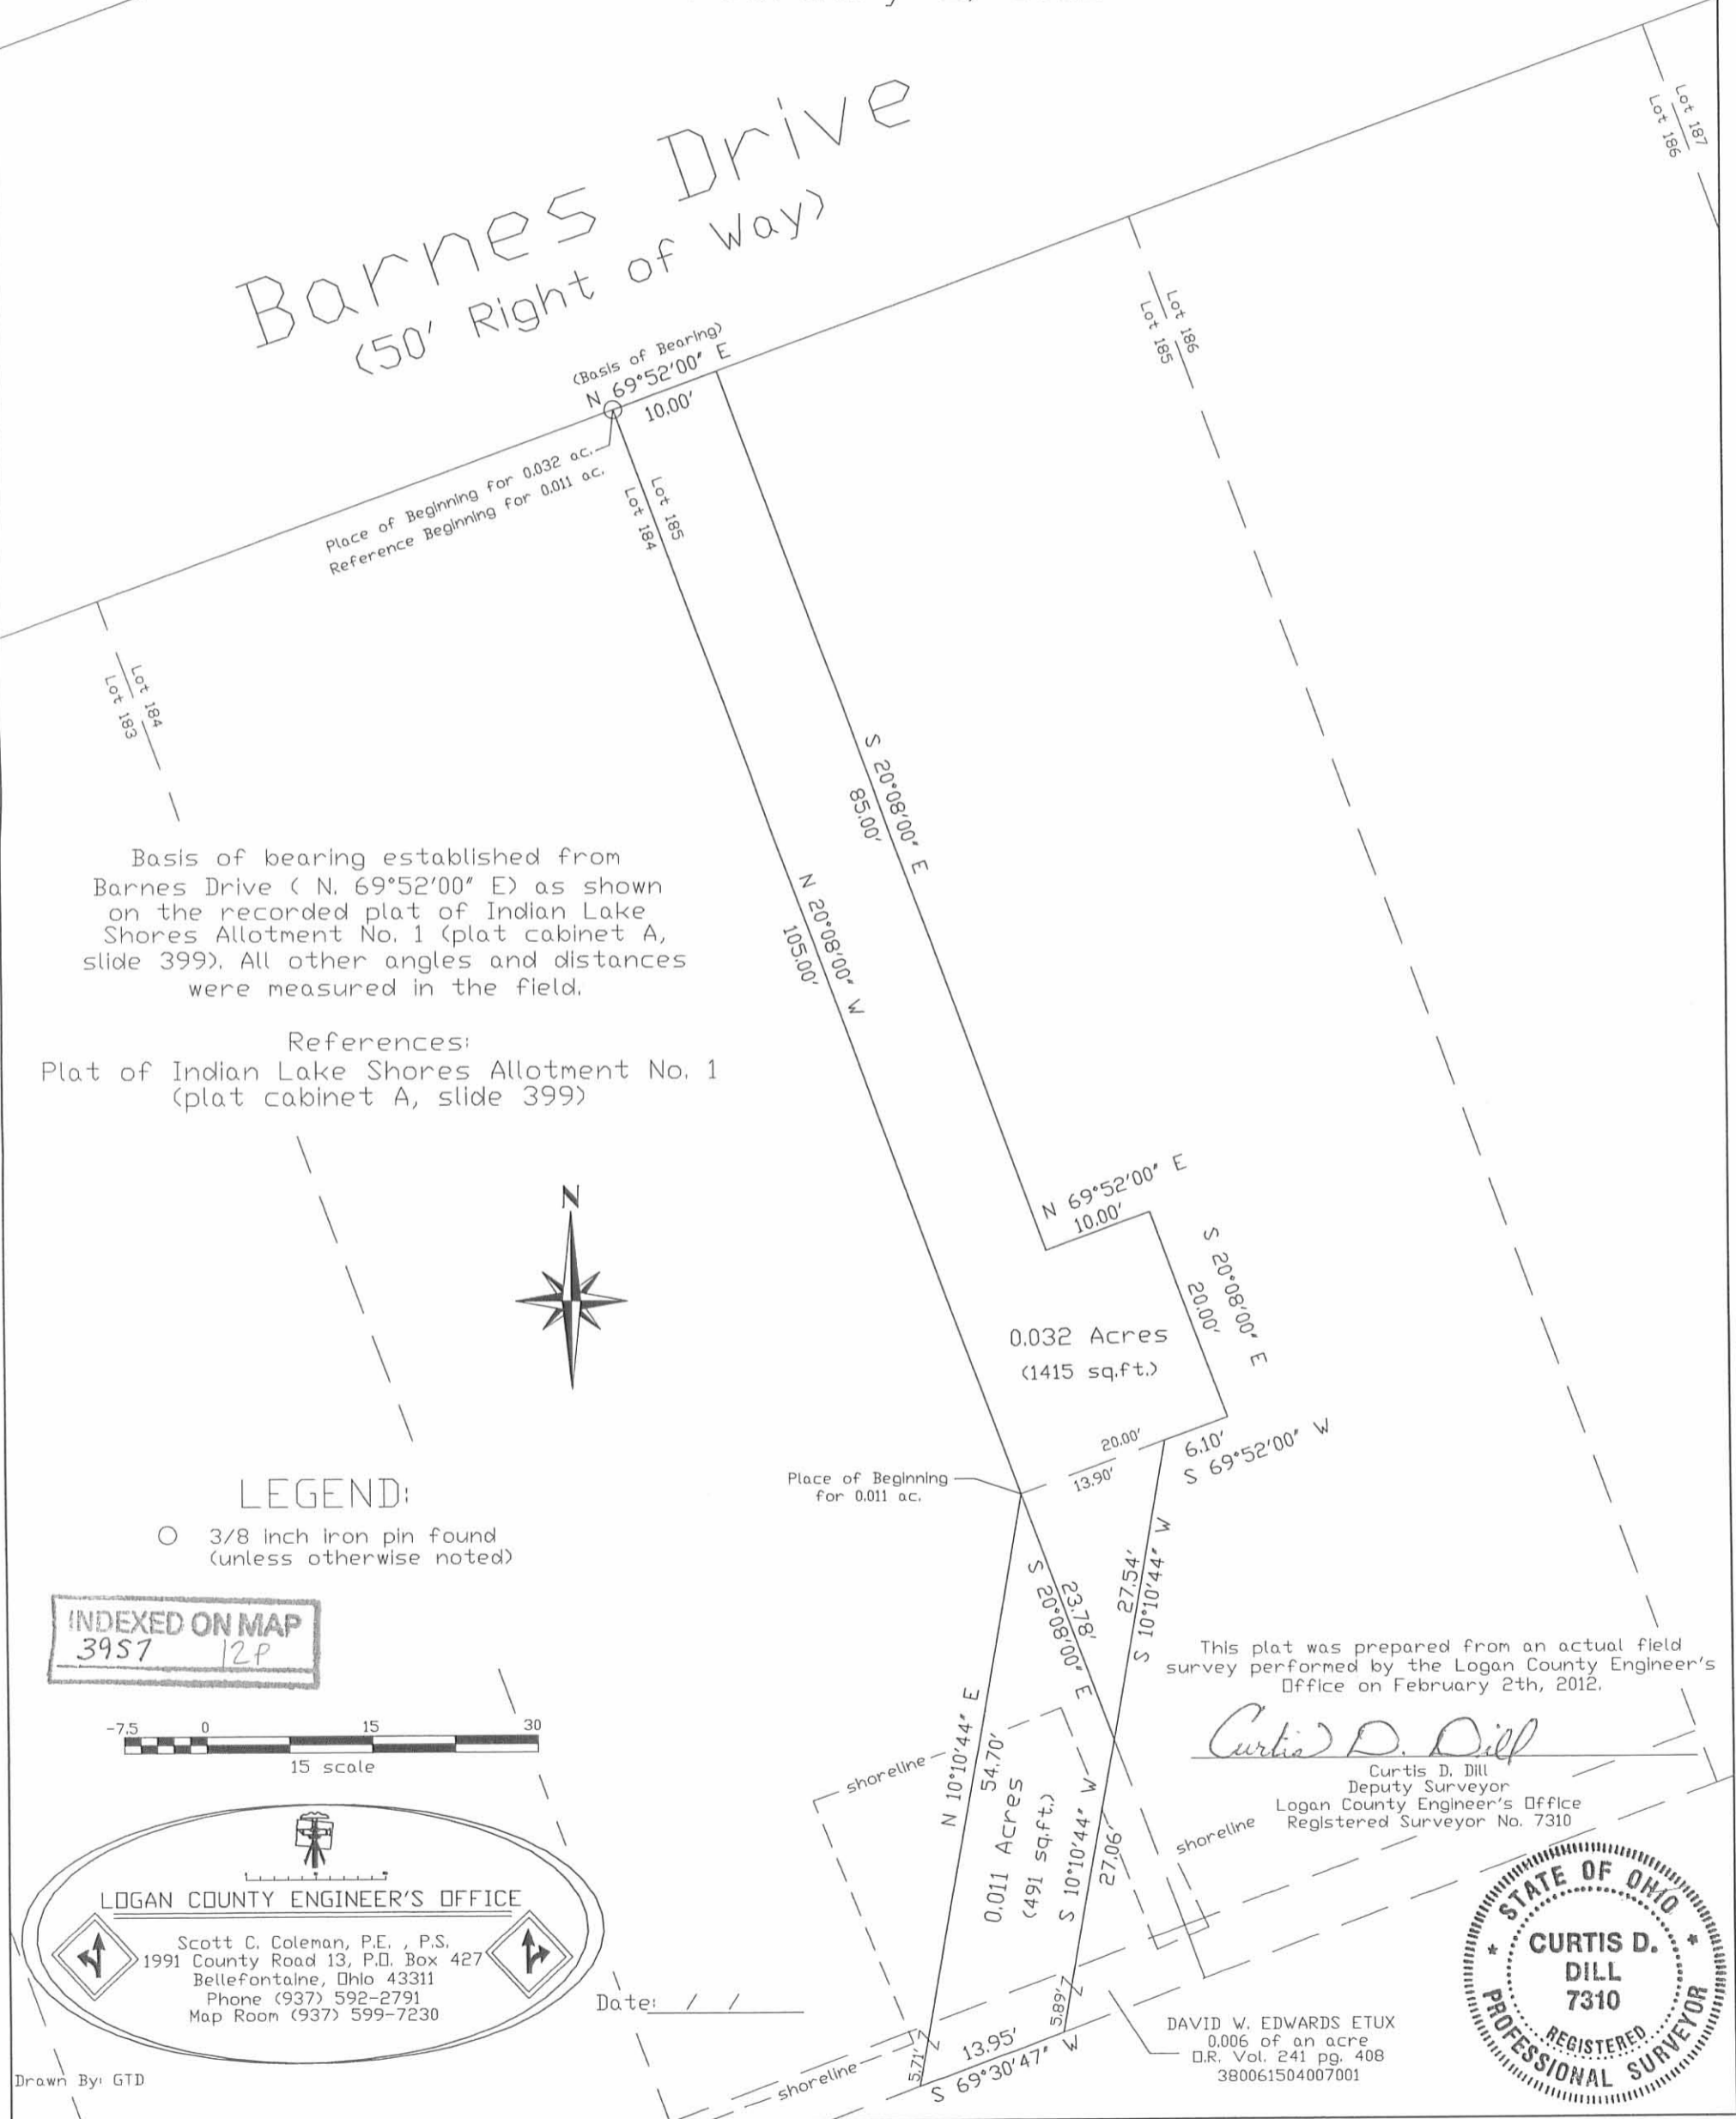 Barnes Drive
(50' Right of Way)
Lot 187
Lot 186
Lot 186
Lot 185
(Basis of Bearing)
N 69°52'00" E
10.00'
Place of Beginning for 0.032 ac.
Reference Beginning for 0.011 ac.
Lot 185
Lot 184
Lot 184
Lot 183
S 20°08'00" E
85.00'
N 20°08'00" W
105.00'
Basis of bearing established from
Barnes Drive ( N. 69°52'00" E) as shown
on the recorded plat of Indian Lake
Shores Allotment No. 1 (plat cabinet A,
slide 399). All other angles and distances
were measured in the field.
References:
Plat of Indian Lake Shores Allotment No. 1
(plat cabinet A, slide 399)
N
N 69°52'00" E
10.00'
S 20°08'00" E
20.00'
0.032 Acres
(1415 sq.ft.)
20.00'
13.90'
6.10'
S 69°52'00" W
Place of Beginning
for 0.011 ac.
LEGEND:
3/8 inch iron pin found
(unless otherwise noted)
INDEXED ON MAP
3957 12P
23.78'
S 20°08'00" E
27.54'
S 10°10'44" W
This plat was prepared from an actual field
survey performed by the Logan County Engineer's
Office on February 2th, 2012.
Curtis D. Dill
Curtis D. Dill
Deputy Surveyor
Logan County Engineer's Office
Registered Surveyor No. 7310
-7.5 0 15 30
15 scale
N 10°10'44" E
54.70'
0.011 Acres
(491 sq.ft.)
S 10°10'44" W
27.06'
shoreline
shoreline
LOGAN COUNTY ENGINEER'S OFFICE
Scott C. Coleman, P.E. , P.S.
1991 County Road 13, P.O. Box 427
Bellefontaine, Ohio 43311
Phone (937) 592-2791
Map Room (937) 599-7230
Date: / /
STATE OF OHIO
CURTIS D.
DILL
7310
REGISTERED
PROFESSIONAL SURVEYOR
5.89'
5.71'
13.95'
S 69°30'47" W
shoreline
DAVID W. EDWARDS ETUX
0.006 of an acre
O.R. Vol. 241 pg. 408
380061504007001
Drawn By: GTD